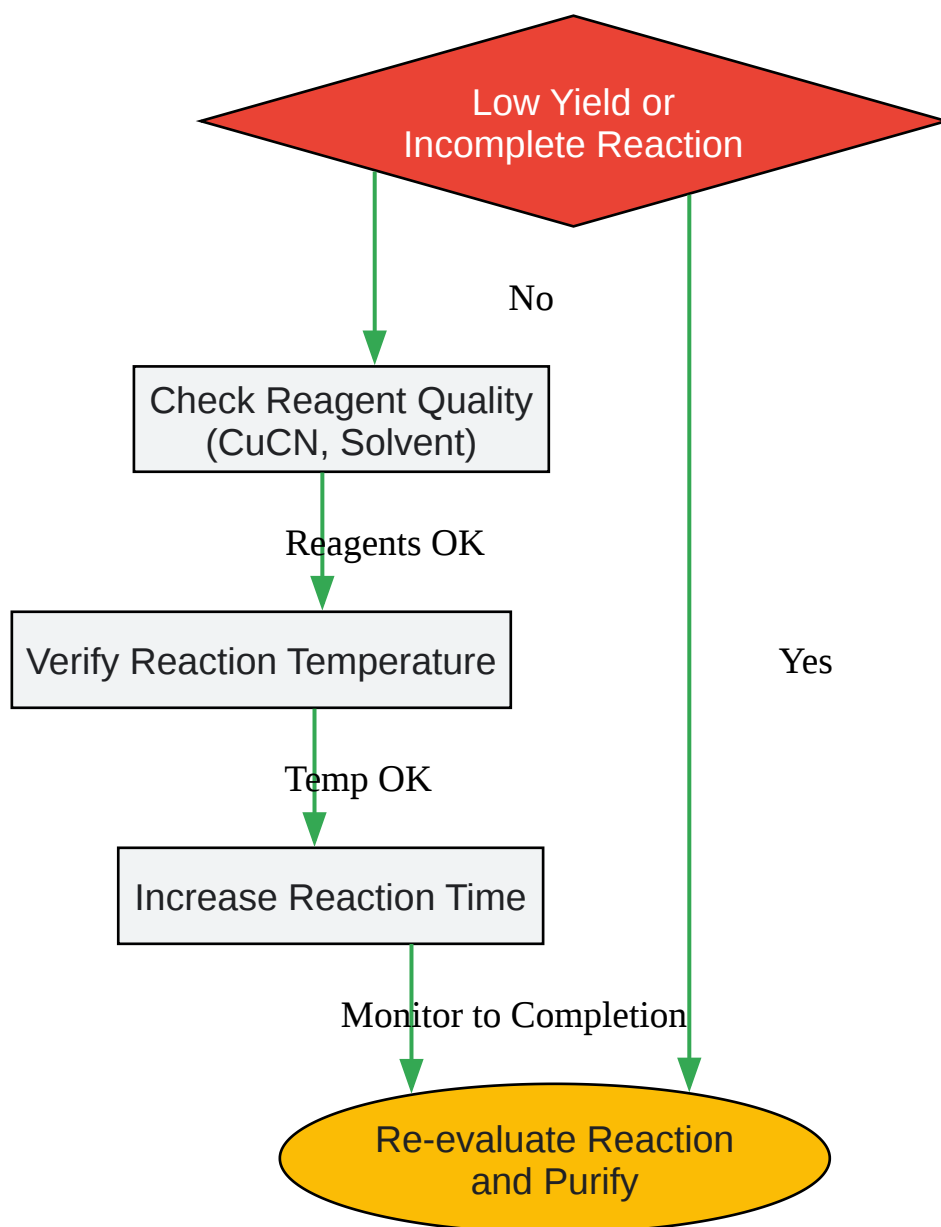 Low Yield or
Incomplete Reaction
No
Check Reagent Quality
(CuCN, Solvent)
Reagents OK
Verify Reaction Temperature
Yes
Temp OK
Increase Reaction Time
Monitor to Completion
Re-evaluate Reaction
and Purify